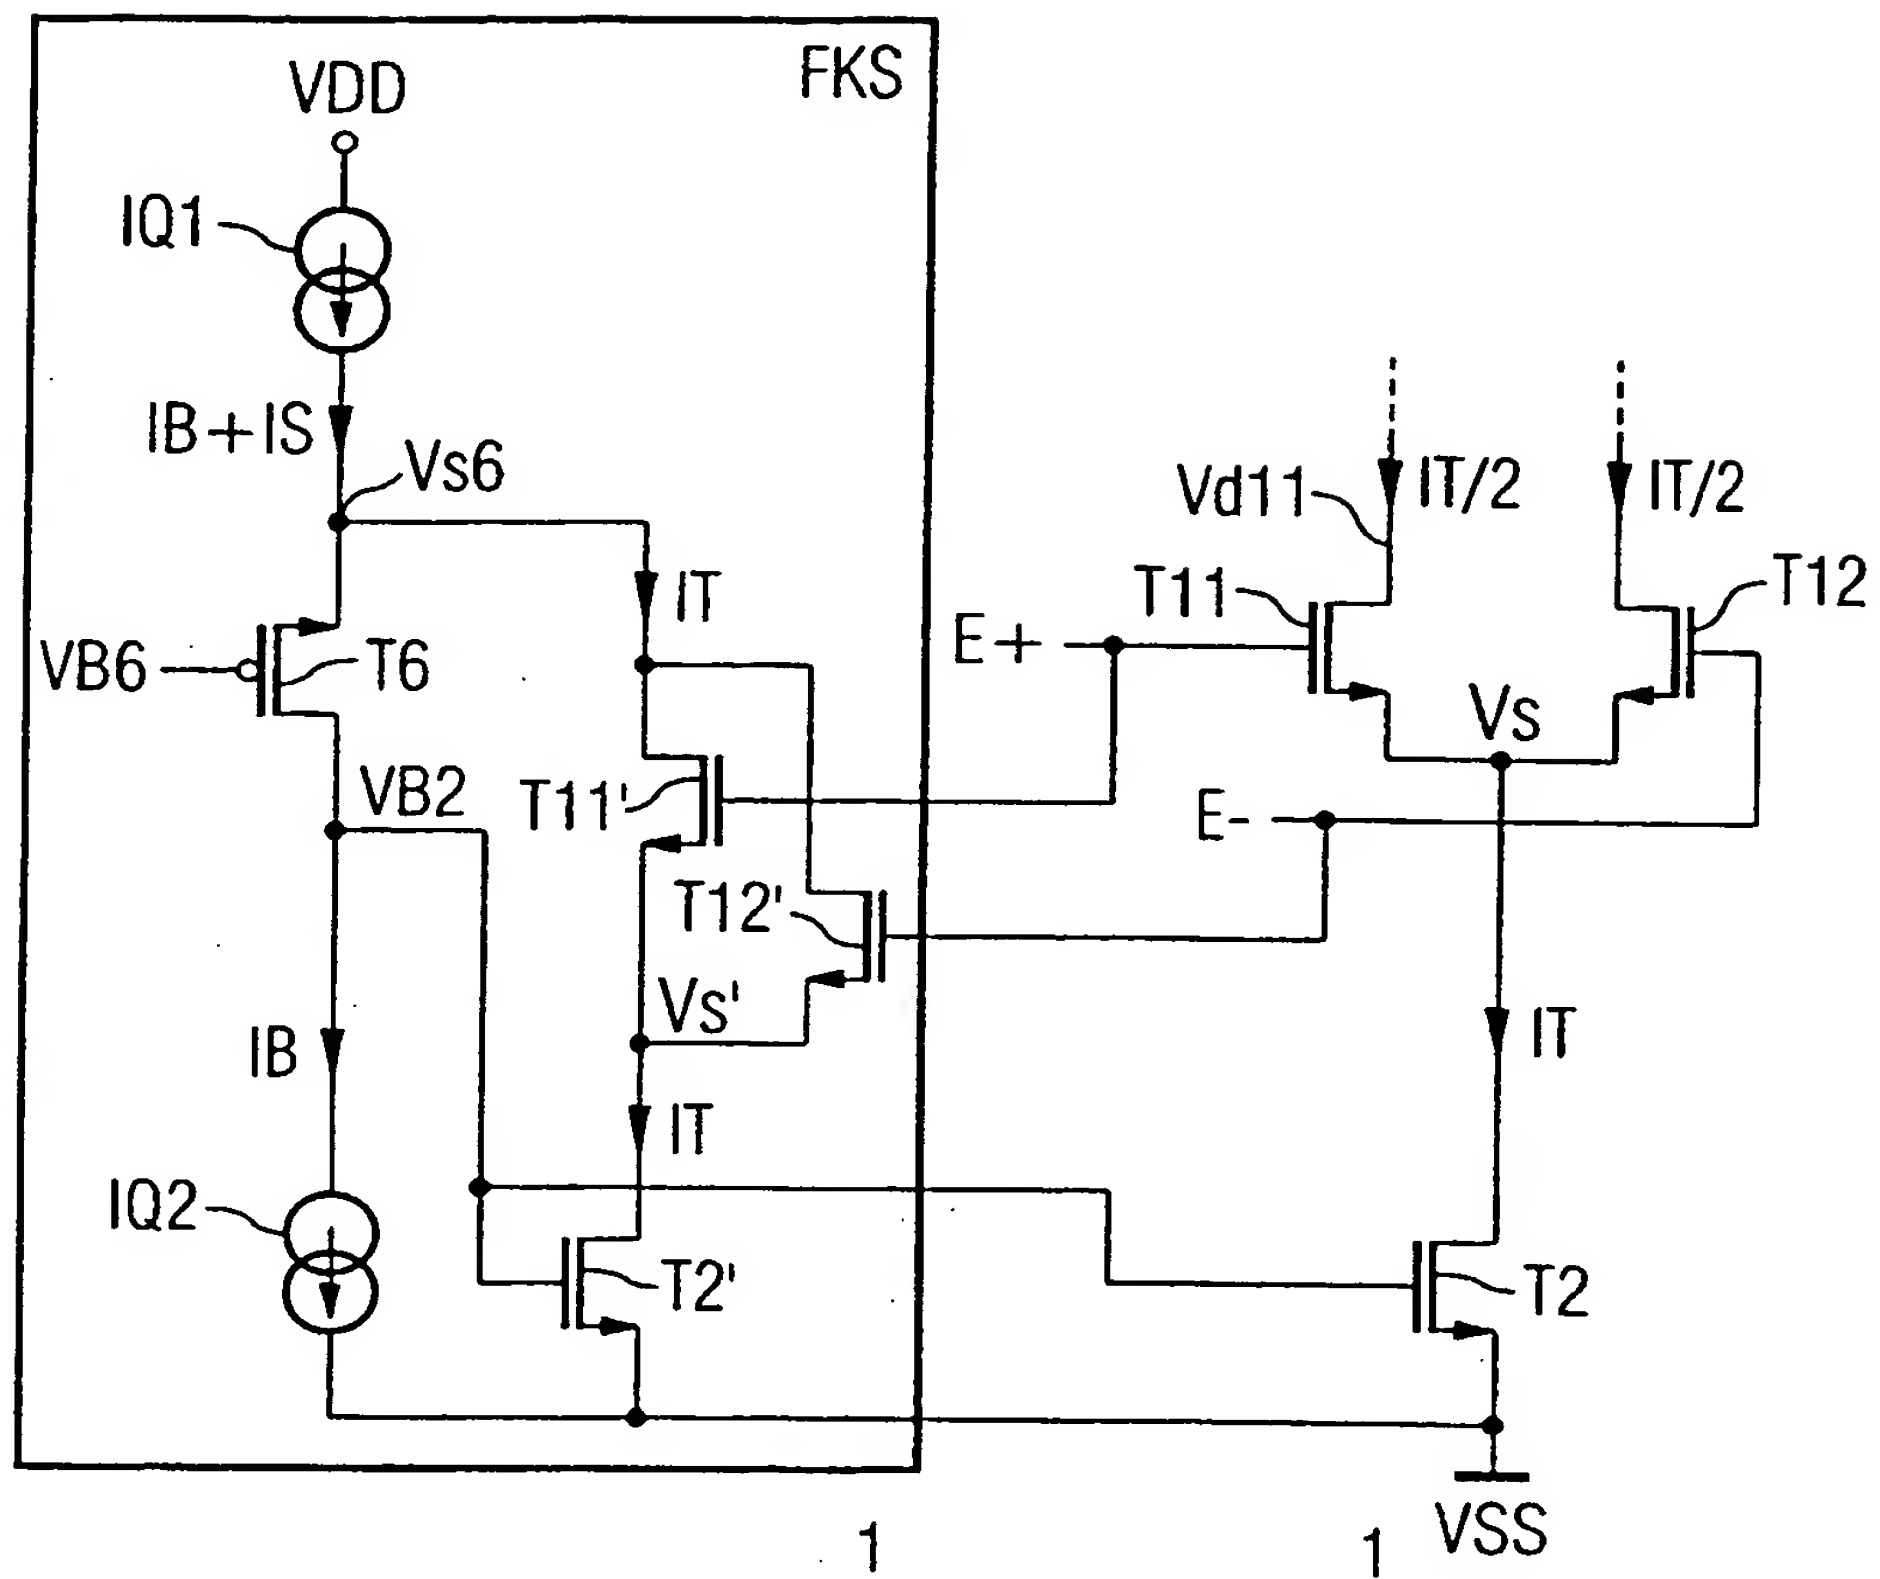 FKS
VDD
IQ1
IB+IS
Vs6
Vd11
IT/2
IT/2
T11
T12
IT
E+
VB6
T6
Vs
VB2
T11'
E-
T12'
Vs'
IB
IT
IT
IQ2
T2'
T2
VSS
1
1